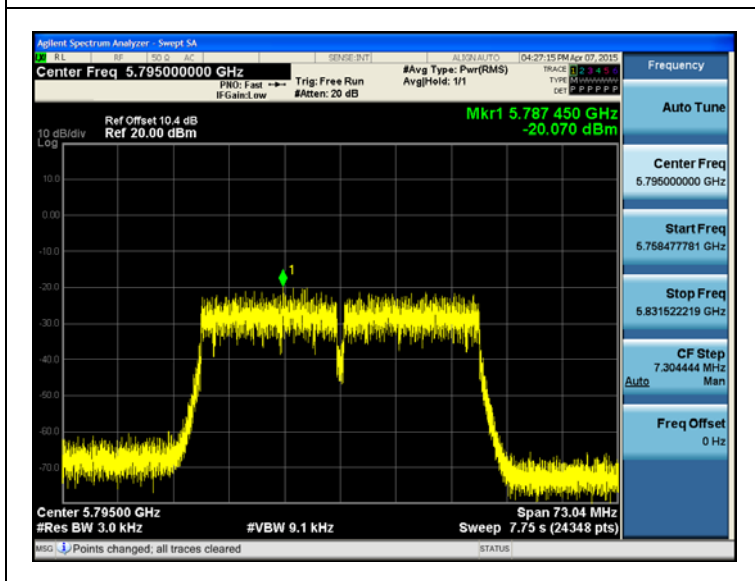 Agilent Spectrum Analyzer - Swept SA
RL RF 50 Ω AC SENSE:INT ALIGN AUTO 04:27:15 PM Apr 07, 2015
Center Freq 5.795000000 GHz #Avg Type: Pwr(RMS) TRACE 1 2 3 4 5 6
PNO: Fast Trig: Free Run Avg|Hold: 1/1 TYPE
IFGain:Low #Atten: 20 dB DET P P P P P P
Mkr1 5.787 450 GHz
-20.070 dBm
Ref Offset 10.4 dB
10 dB/div Ref 20.00 dBm
Log
10.0
0.00
-10.0
1
-20.0
-30.0
-40.0
-50.0
-60.0
-70.0
Center 5.79500 GHz Span 73.04 MHz
#Res BW 3.0 kHz #VBW 9.1 kHz Sweep 7.75 s (24348 pts)
MSG Points changed; all traces cleared STATUS
Frequency
Auto Tune
Center Freq
5.795000000 GHz
Start Freq
5.758477781 GHz
Stop Freq
5.831522219 GHz
CF Step
7.304444 MHz
Auto Man
Freq Offset
0 Hz